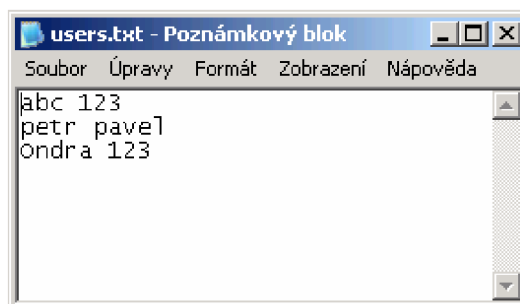 users.txt - Poznámkový blok
Soubor Úpravy Formát Zobrazení Nápověda
abc 123
petr pavel
Ondra 123